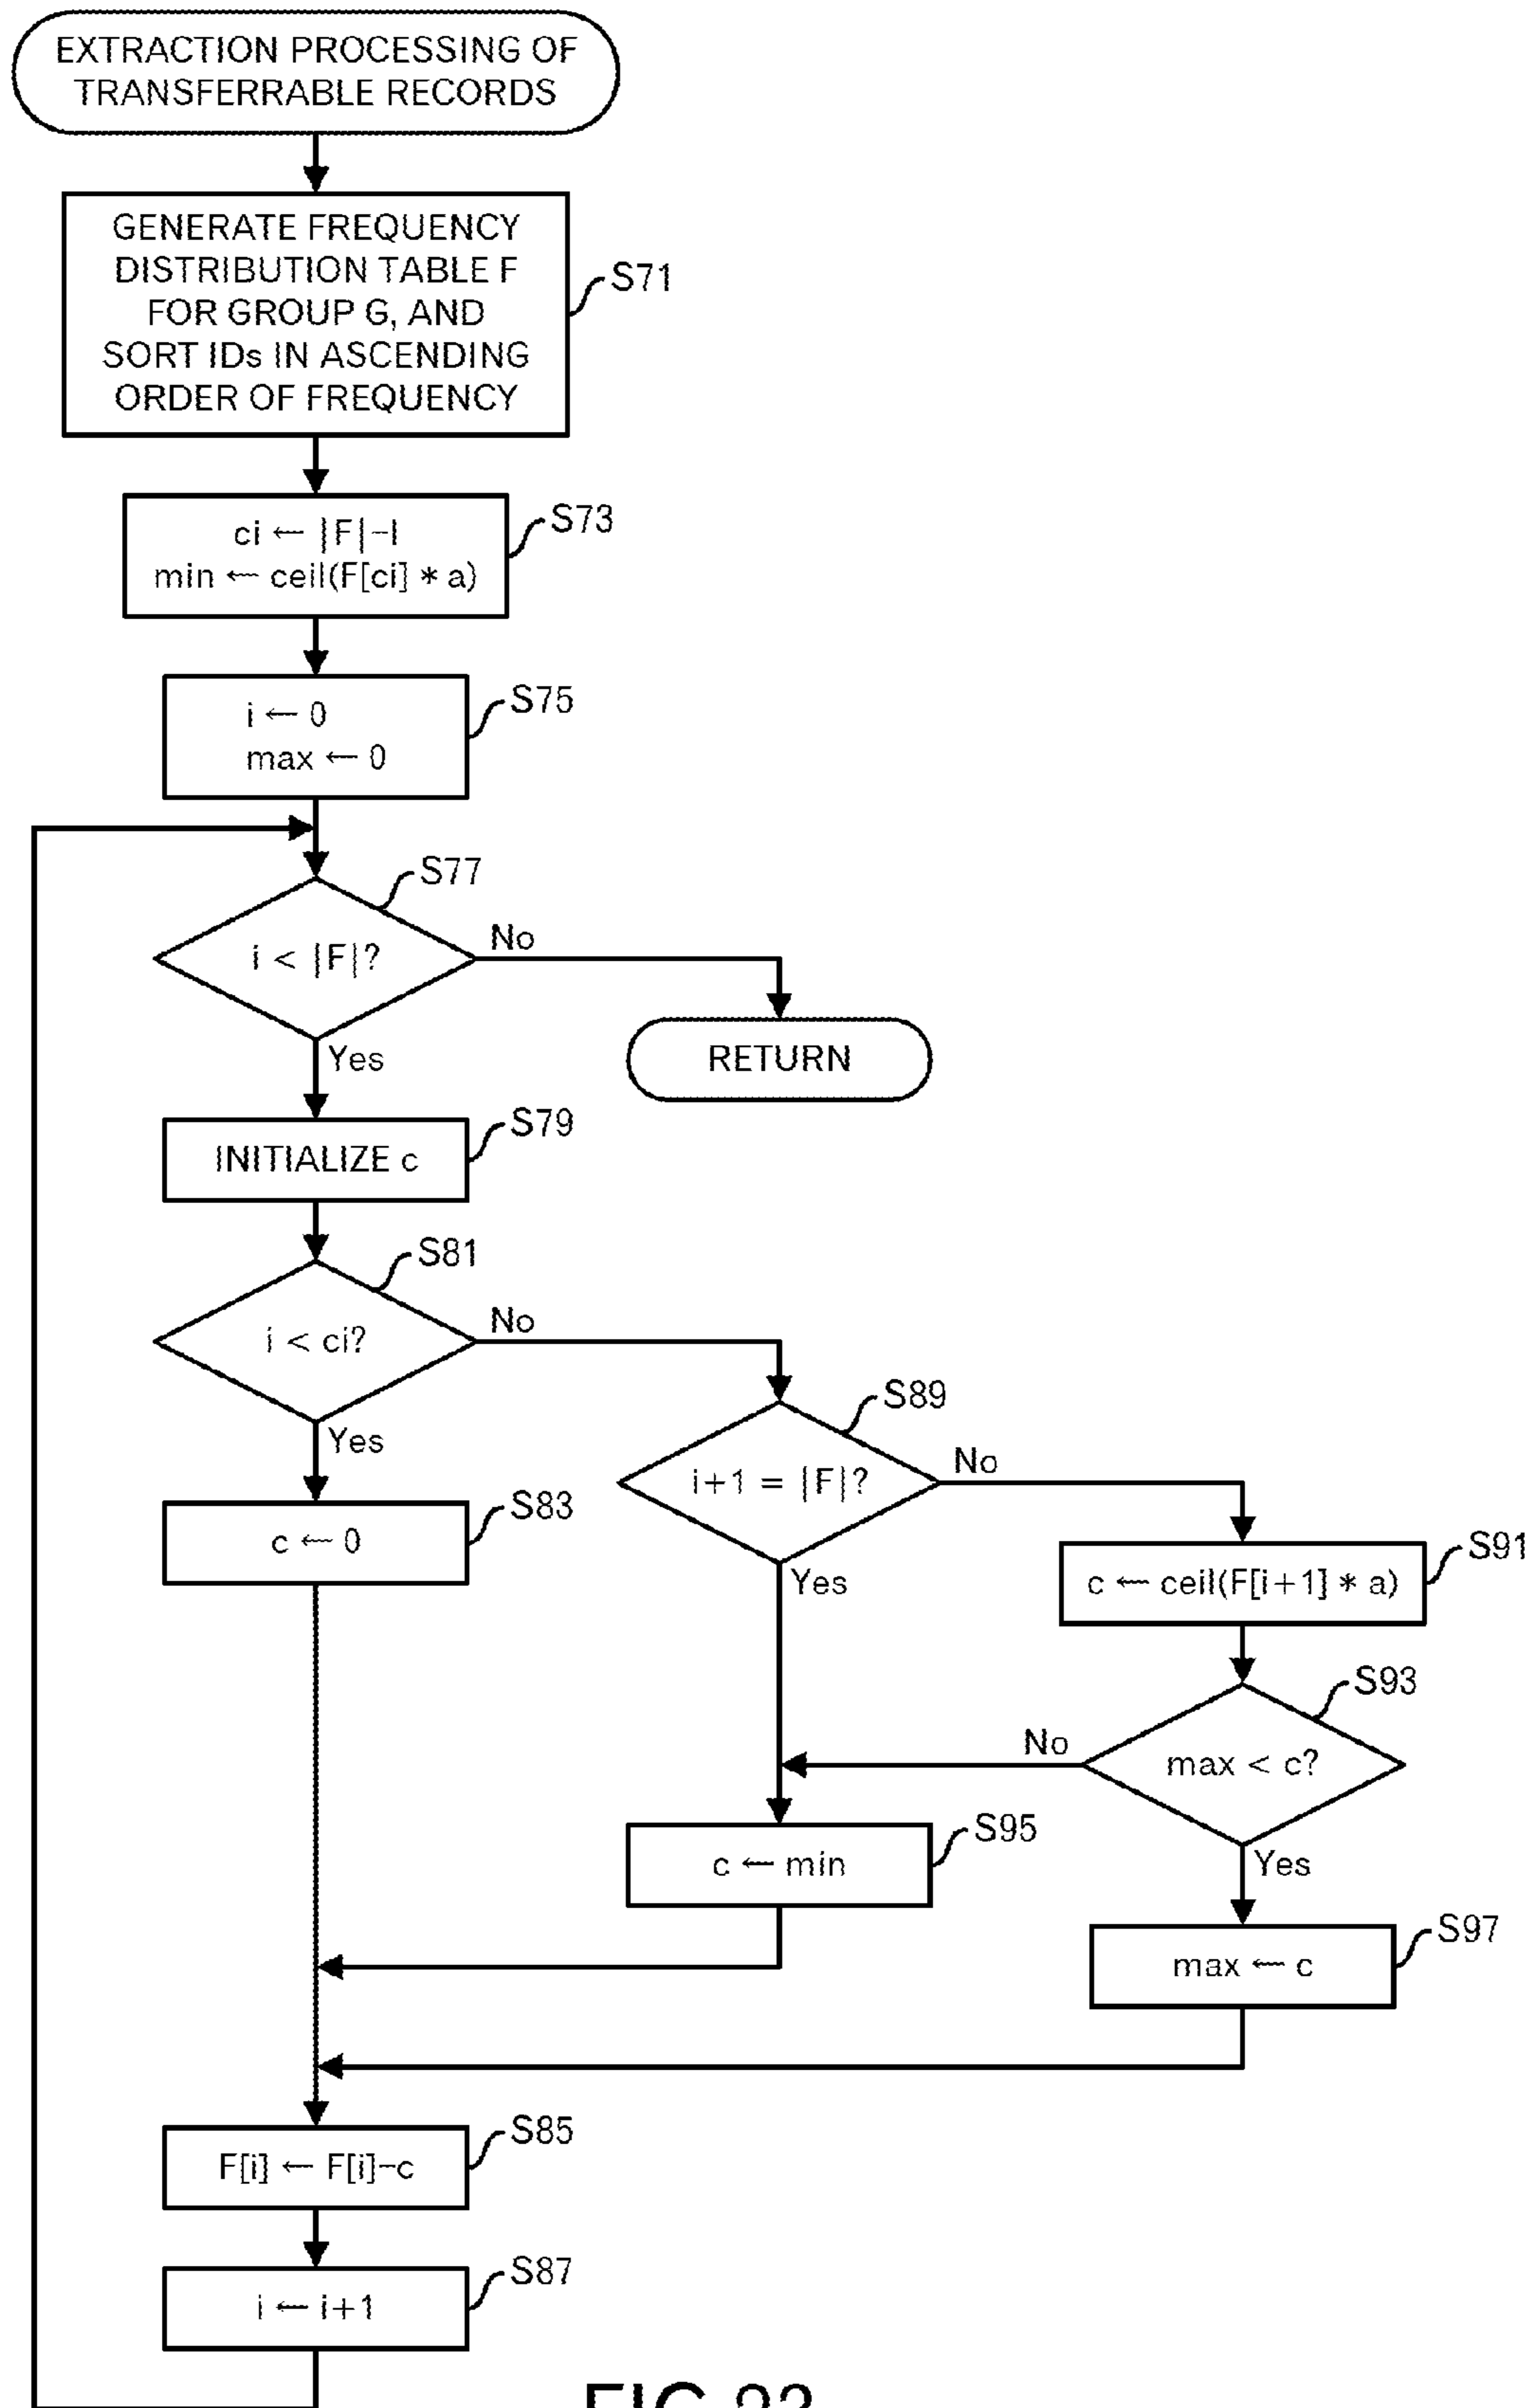 EXTRACTION PROCESSING OF
TRANSFERRABLE RECORDS
GENERATE FREQUENCY
DISTRIBUTION TABLE F
FOR GROUP G, AND
SORT IDs IN ASCENDING
ORDER OF FREQUENCY
S71
ci ← |F|-l
min ← ceil(F[ci] * a)
S73
i ← 0
max ← 0
S75
S77
i < |F|?
No
Yes
RETURN
S79
INITIALIZE c
S81
i < ci?
No
Yes
S89
i+1 = |F|?
No
Yes
S83
c ← 0
S91
c ← ceil(F[i+1] * a)
S93
max < c?
No
Yes
S95
c ← min
S97
max ← c
S85
F[i] ← F[i]-c
S87
i ← i+1